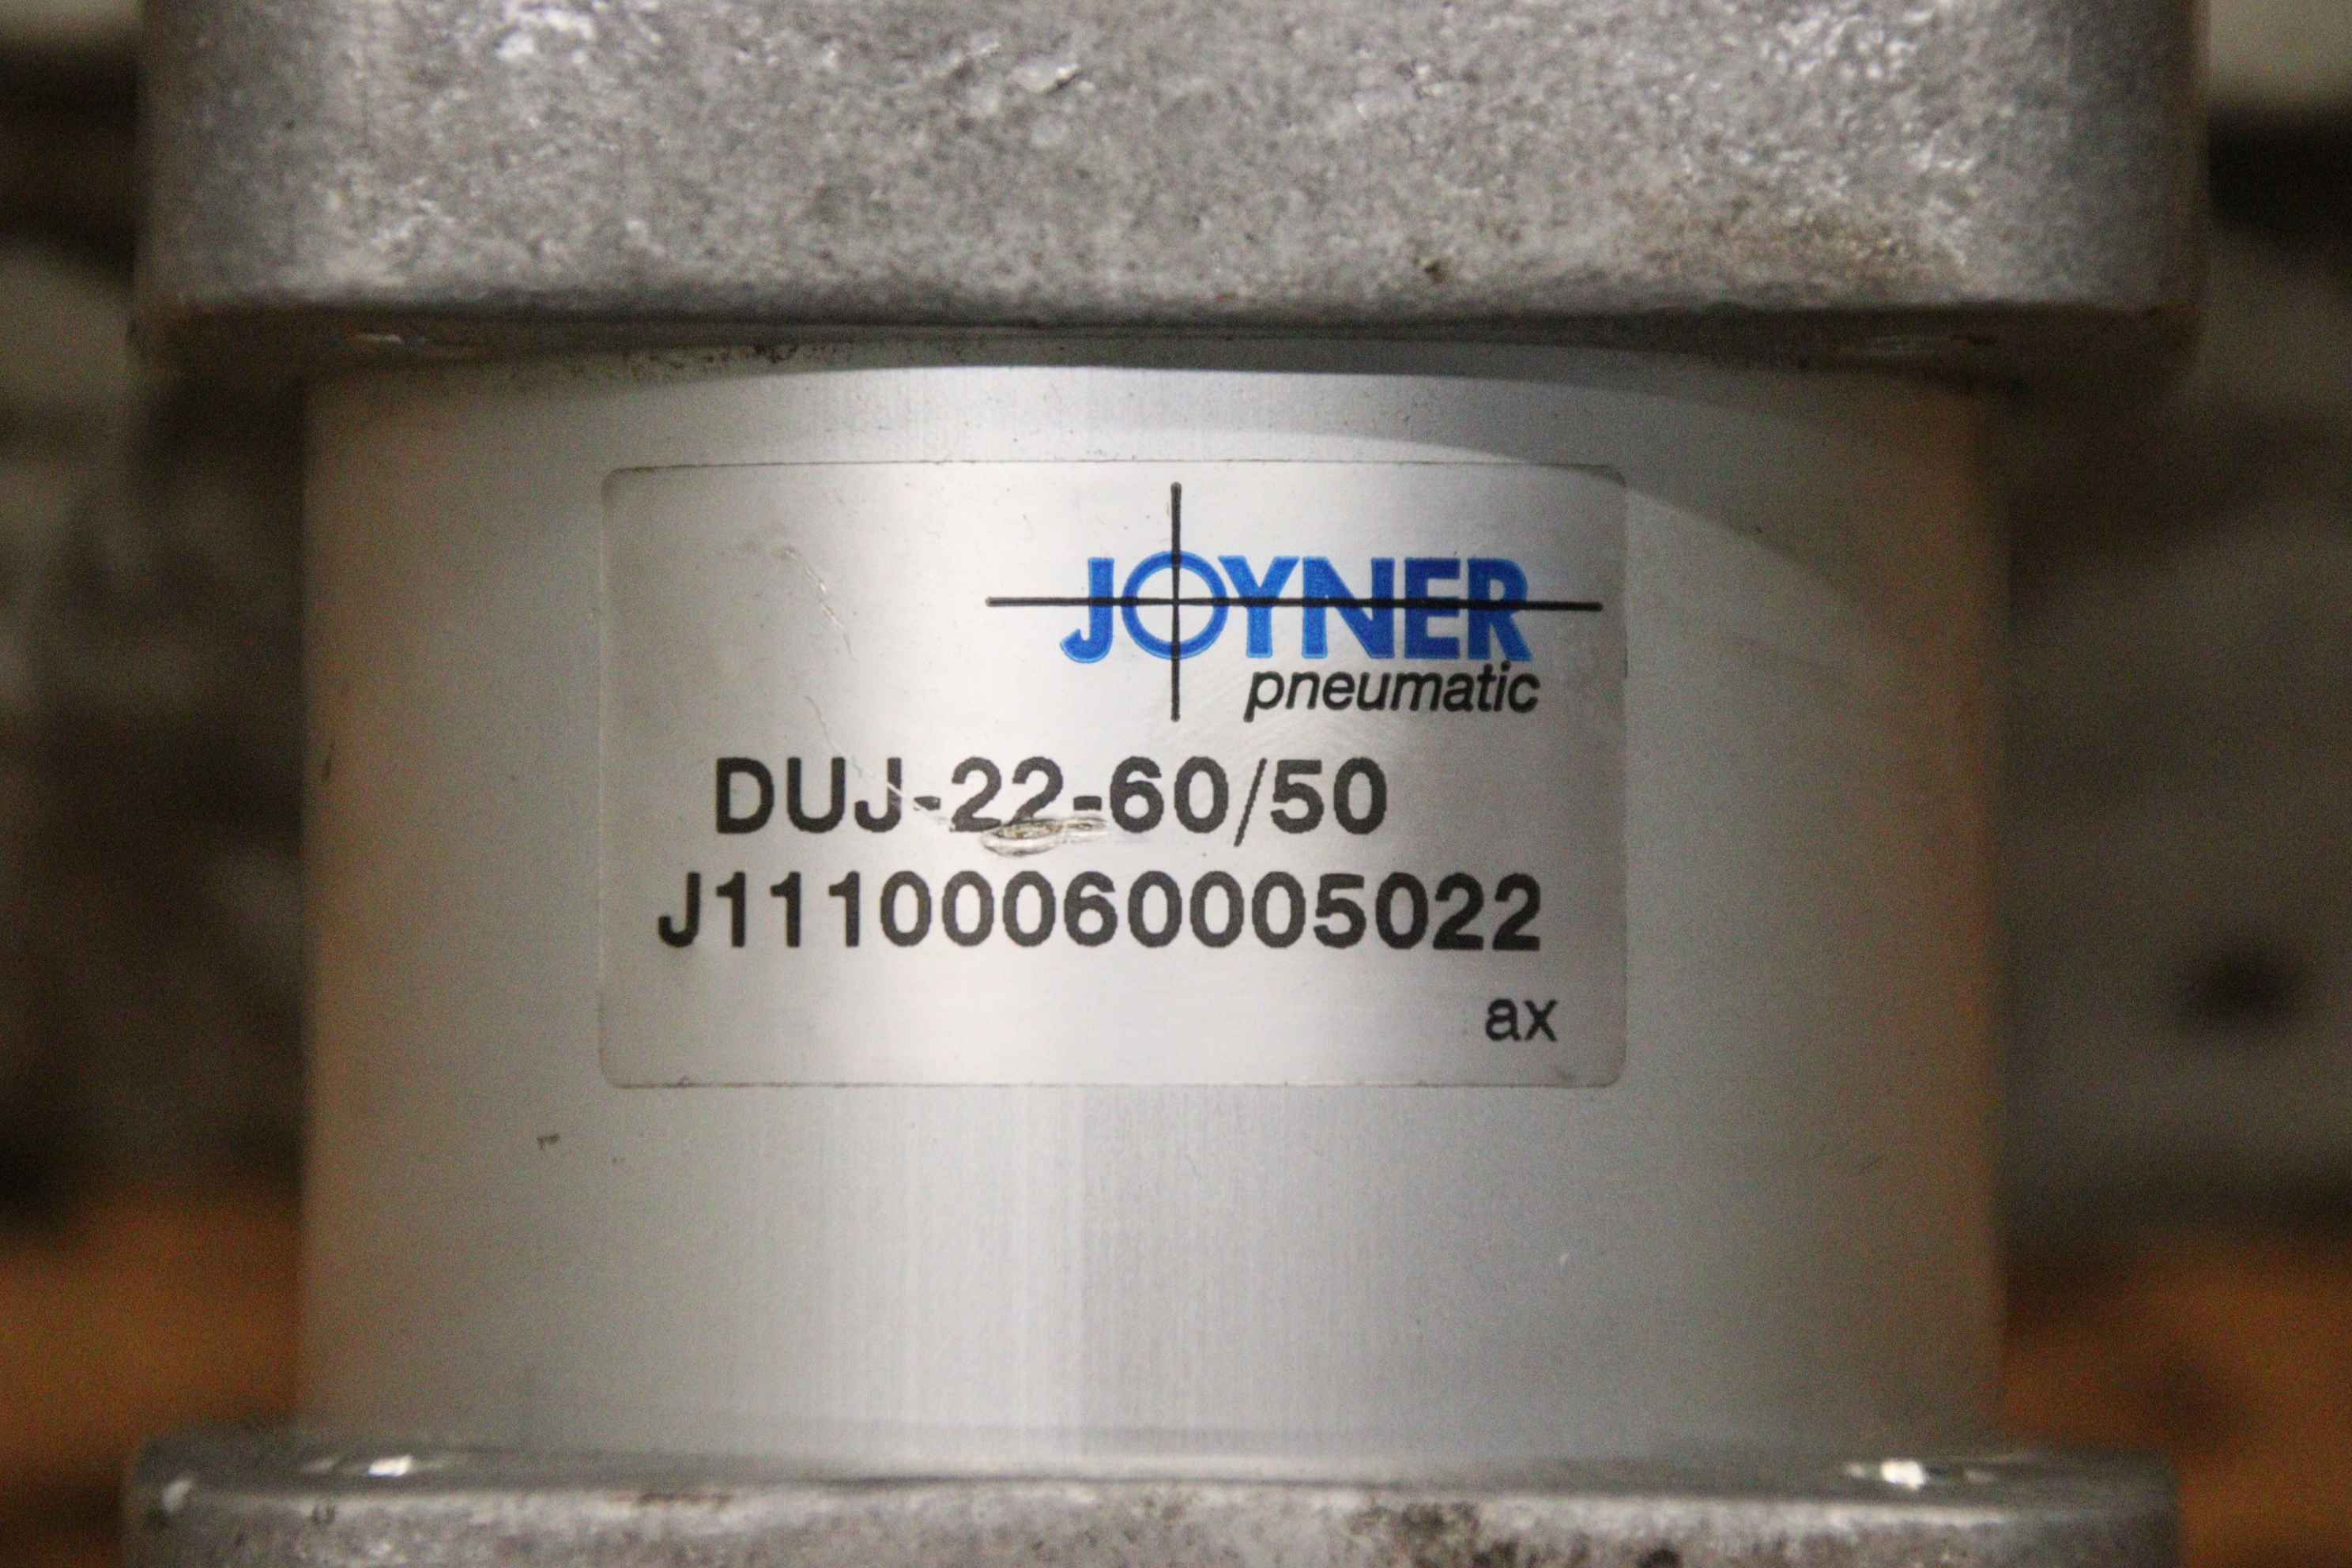 JOYNER
pneumatic
DUJ-22-60/50
J11100060005022
ax